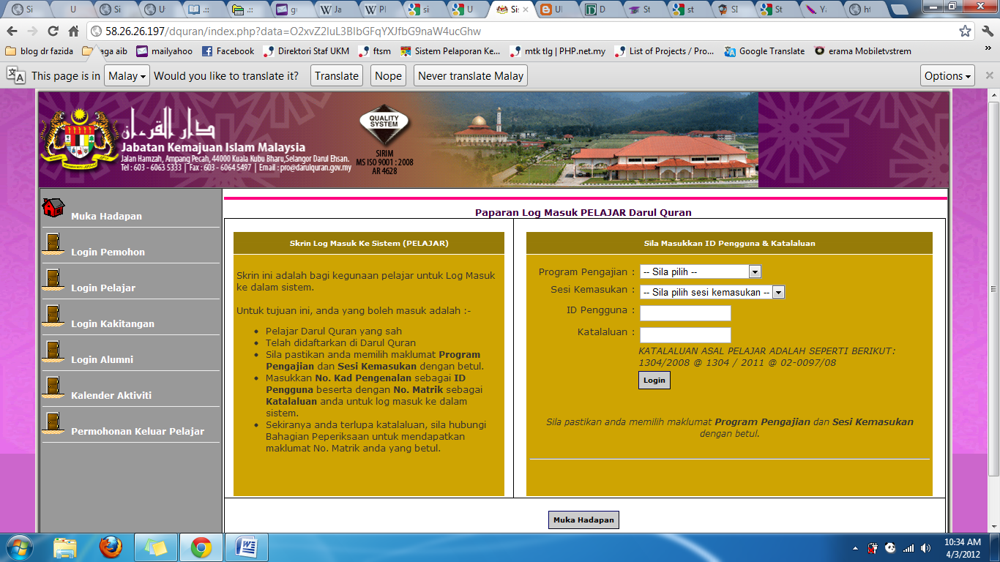 Si
U
Si
U
.::
.::
gi
Ja
Pl
si
U
Sis
Ul
D
St
st
SI
St
Ya
ht
58.26.26.197/dquran/index.php?data=O2xvZ2luL3BlbGFqYXJfbG9naW4ucGhw
blog dr fazida
aga aib
mailyahoo
Facebook
Direktori Staf UKM
ftsm
Sistem Pelaporan Ke...
mtk tlg | PHP.net.my
List of Projects / Pro...
Google Translate
erama Mobiletvstrem
»
This page is in Malay Would you like to translate it? Translate Nope Never translate Malay Options
دار القرءان
Jabatan Kemajuan Islam Malaysia
Jalan Hamzah, Ampang Pecah, 44000 Kuala Kubu Bharu,Selangor Darul Ehsan.
Tel : 603 - 6063 5333 | Fax : 603 - 6064 5497 | Email : pro@darulquran.gov.my
QUALITY
SYSTEM
SIRIM
MS ISO 9001 : 2008
AR 4628
Muka Hadapan
Login Pemohon
Login Pelajar
Login Kakitangan
Login Alumni
Kalender Aktiviti
Permohonan Keluar Pelajar
Paparan Log Masuk PELAJAR Darul Quran
Skrin Log Masuk Ke Sistem (PELAJAR)
Skrin ini adalah bagi kegunaan pelajar untuk Log Masuk
ke dalam sistem.
Untuk tujuan ini, anda yang boleh masuk adalah :-
• Pelajar Darul Quran yang sah
• Telah didaftarkan di Darul Quran
• Sila pastikan anda memilih maklumat Program
Pengajian dan Sesi Kemasukan dengan betul.
• Masukkan No. Kad Pengenalan sebagai ID
Pengguna beserta dengan No. Matrik sebagai
Katalaluan anda untuk log masuk ke dalam
sistem.
• Sekiranya anda terlupa katalaluan, sila hubungi
Bahagian Peperiksaan untuk mendapatkan
maklumat No. Matrik anda yang betul.
Sila Masukkan ID Pengguna & Katalaluan
Program Pengajian : -- Sila pilih --
Sesi Kemasukan : -- Sila pilih sesi kemasukan --
ID Pengguna :
Katalaluan :
KATALALUAN ASAL PELAJAR ADALAH SEPERTI BERIKUT:
1304/2008 @ 1304 / 2011 @ 02-0097/08
Login
Sila pastikan anda memilih maklumat Program Pengajian dan Sesi Kemasukan
dengan betul.
Muka Hadapan
10:34 AM
4/3/2012